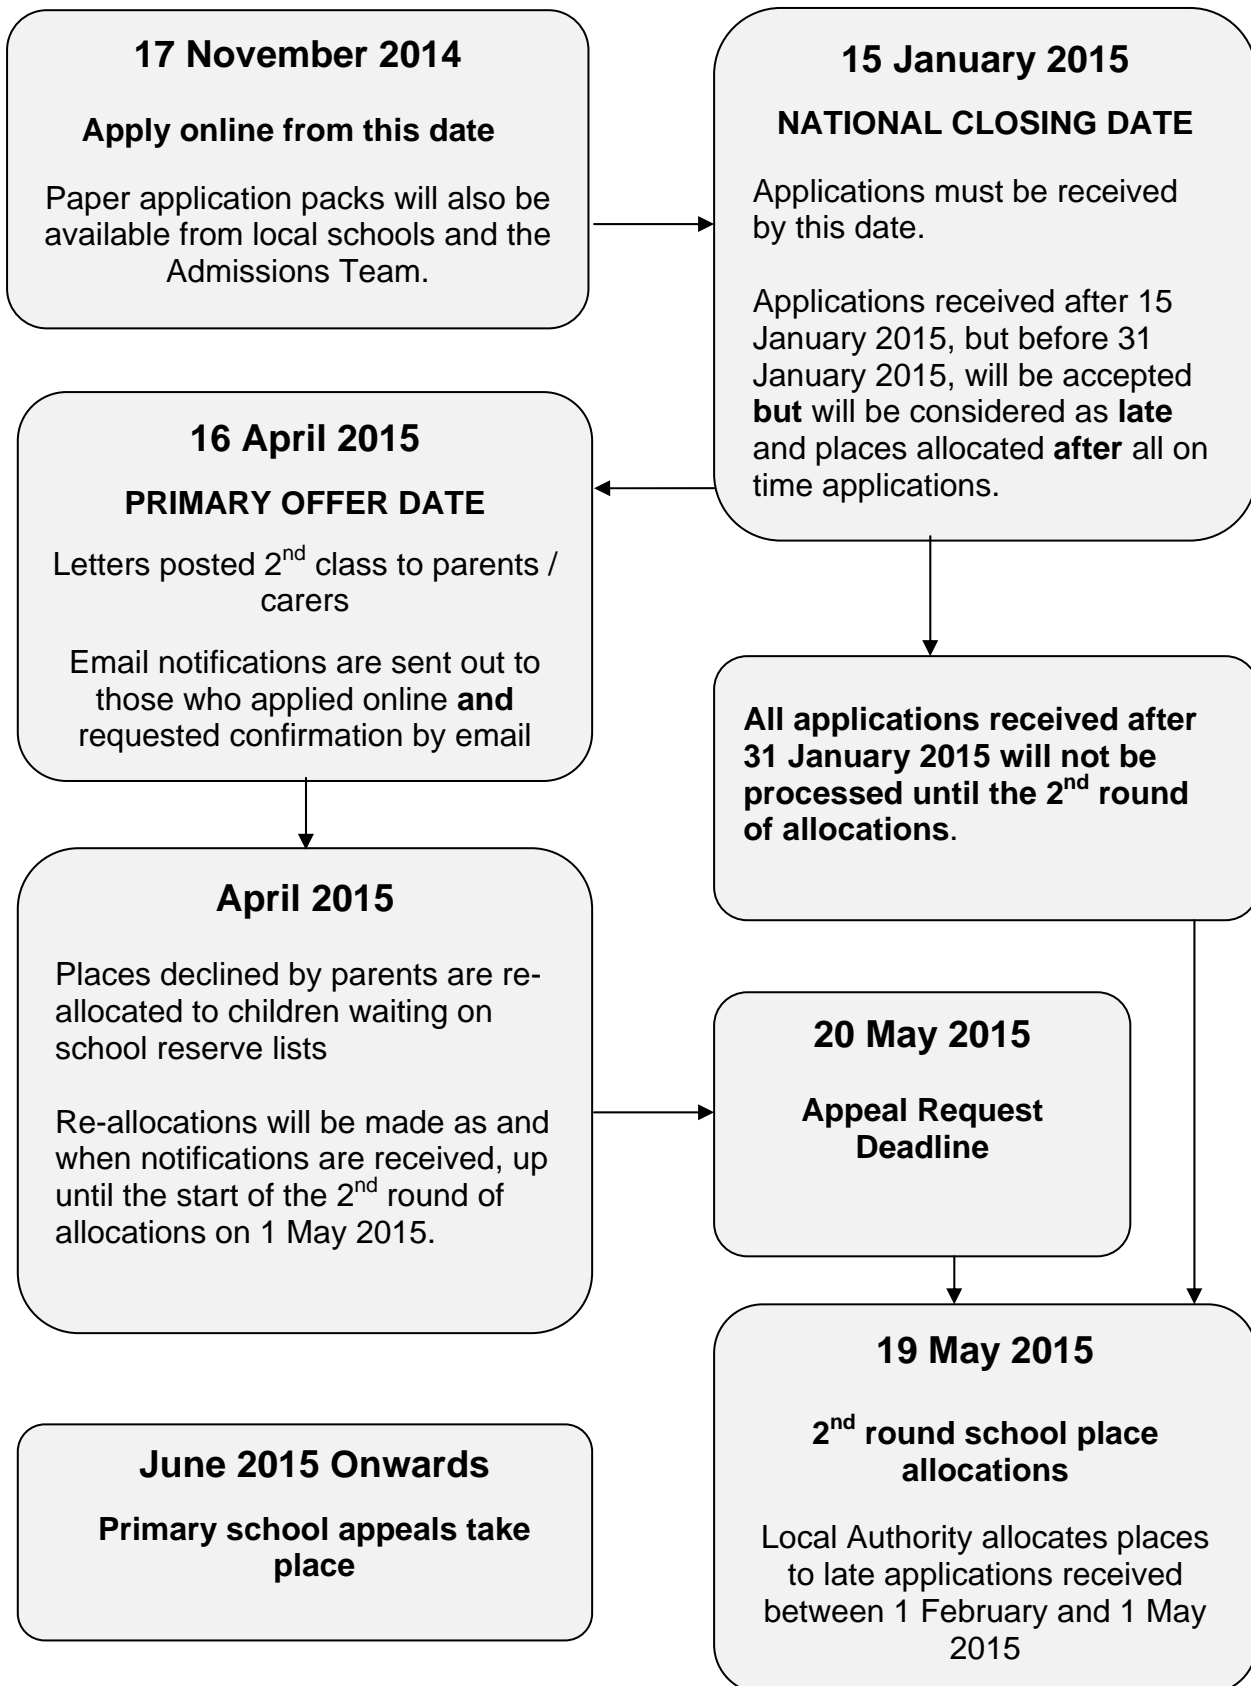 17 November 2014
Apply online from this date
Paper application packs will also be
available from local schools and the
Admissions Team.
15 January 2015
NATIONAL CLOSING DATE
Applications must be received
by this date.
Applications received after 15
January 2015, but before 31
January 2015, will be accepted
but will be considered as late
and places allocated after all on
time applications.
16 April 2015
PRIMARY OFFER DATE
Letters posted 2nd class to parents /
carers
Email notifications are sent out to
those who applied online and
requested confirmation by email
All applications received after
31 January 2015 will not be
processed until the 2nd round
of allocations.
April 2015
Places declined by parents are re-
allocated to children waiting on
school reserve lists
Re-allocations will be made as and
when notifications are received, up
until the start of the 2nd round of
allocations on 1 May 2015.
20 May 2015
Appeal Request
Deadline
19 May 2015
2nd round school place
allocations
Local Authority allocates places
to late applications received
between 1 February and 1 May
2015
June 2015 Onwards
Primary school appeals take
place